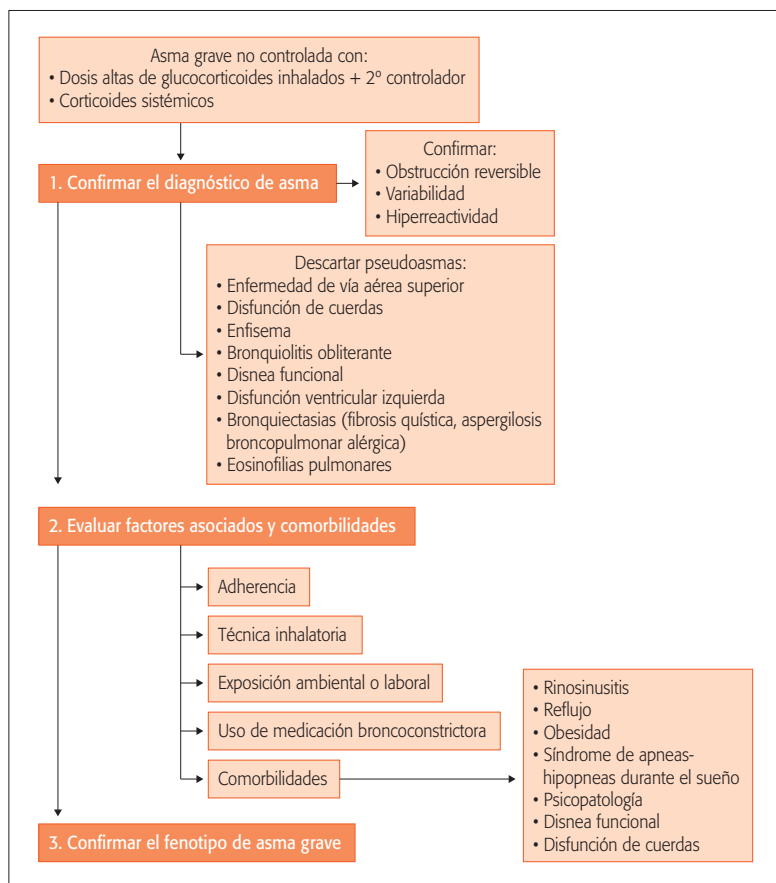 Asma grave no controlada con:
• Dosis altas de glucocorticoides inhalados + 2º controlador
• Corticoides sistémicos
1. Confirmar el diagnóstico de asma
Confirmar:
• Obstrucción reversible
• Variabilidad
• Hiperreactividad
Descartar pseudoasmas:
• Enfermedad de vía aérea superior
• Disfunción de cuerdas
• Enfisema
• Bronquiolitis obliterante
• Disnea funcional
• Disfunción ventricular izquierda
• Bronquiectasias (fibrosis quística, aspergilosis
broncopulmonar alérgica)
• Eosinofilias pulmonares
2. Evaluar factores asociados y comorbilidades
Adherencia
Técnica inhalatoria
Exposición ambiental o laboral
Uso de medicación broncoconstrictora
Comorbilidades
• Rinosinusitis
• Reflujo
• Obesidad
• Síndrome de apneas-
hipopneas durante el sueño
• Psicopatología
• Disnea funcional
• Disfunción de cuerdas
3. Confirmar el fenotipo de asma grave